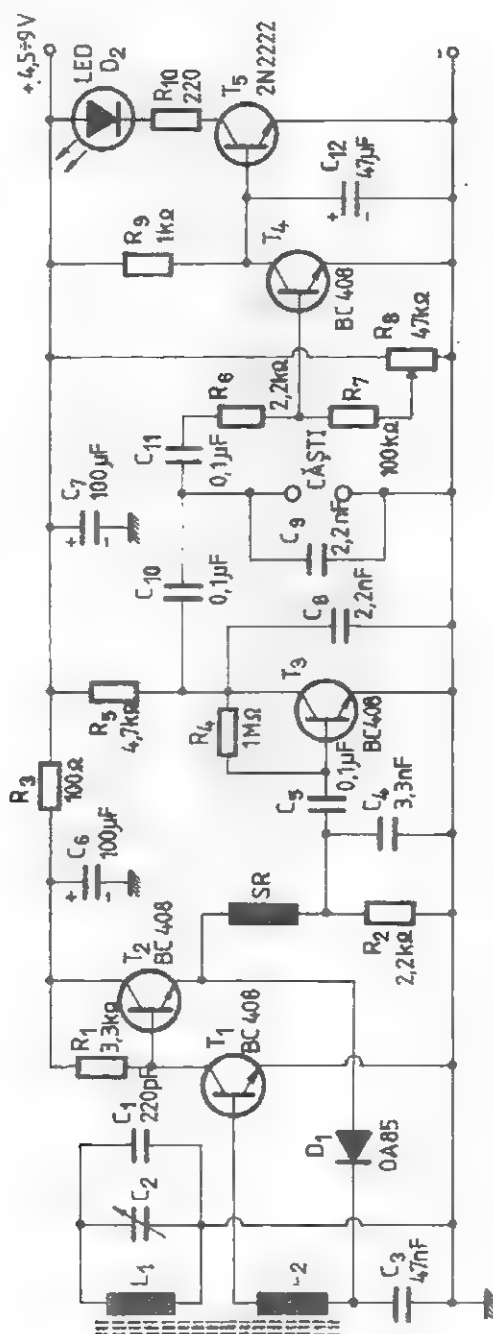 L1
C2
C1
220pF
R1
3,3kΩ
T2
BC 408
T1
BC 408
D1
OA85
C3
47nF
C6
100µF
+
-
R3
100Ω
SR
R2
2,2kΩ
C4
3,3nF
C5
0,1µF
R4
1MΩ
R5
4,7kΩ
T3
BC408
C8
2,2nF
C9
2,2nF
CĂȘTI
C10
0,1µF
C7
100µF
+
-
C11
0,1µF
R6
2,2kΩ
R7
100kΩ
R8
47kΩ
T4
BC 408
R9
1kΩ
C12
47µF
+
-
T5
2N2222
R10
220
LED
D2
+4,5÷9V